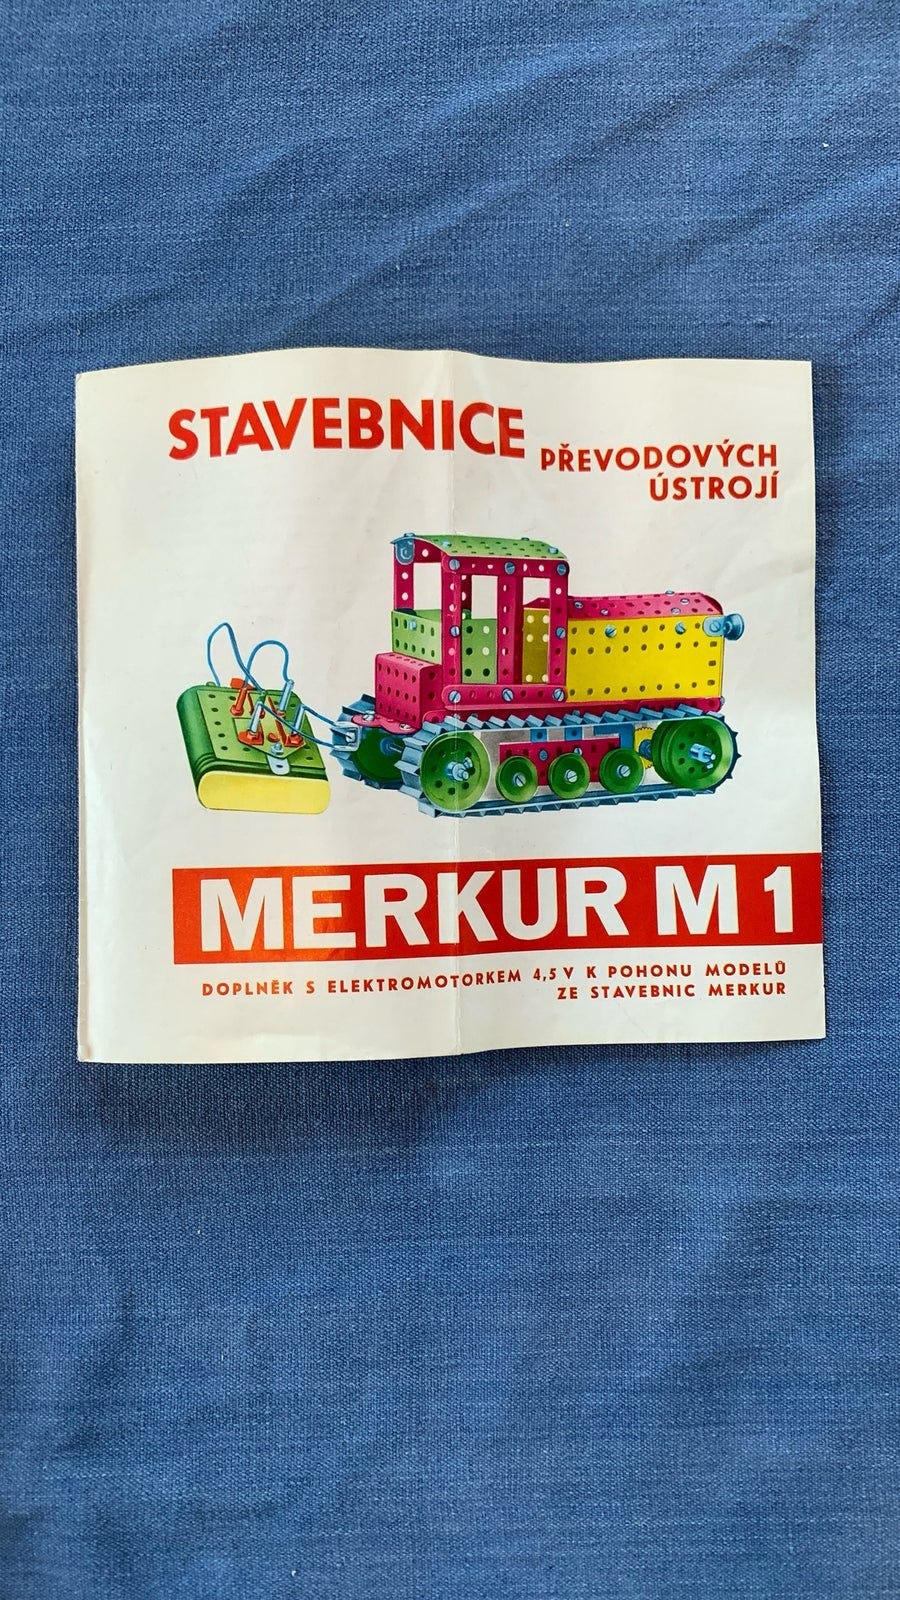 STAVEBNICE
PŘEVODOVÝCH
ÚSTROJÍ
MERKUR M 1
DOPLNĚK S ELEKTROMOTORKEM 4,5 V K POHONU MODELŮ
ZE STAVEBNIC MERKUR